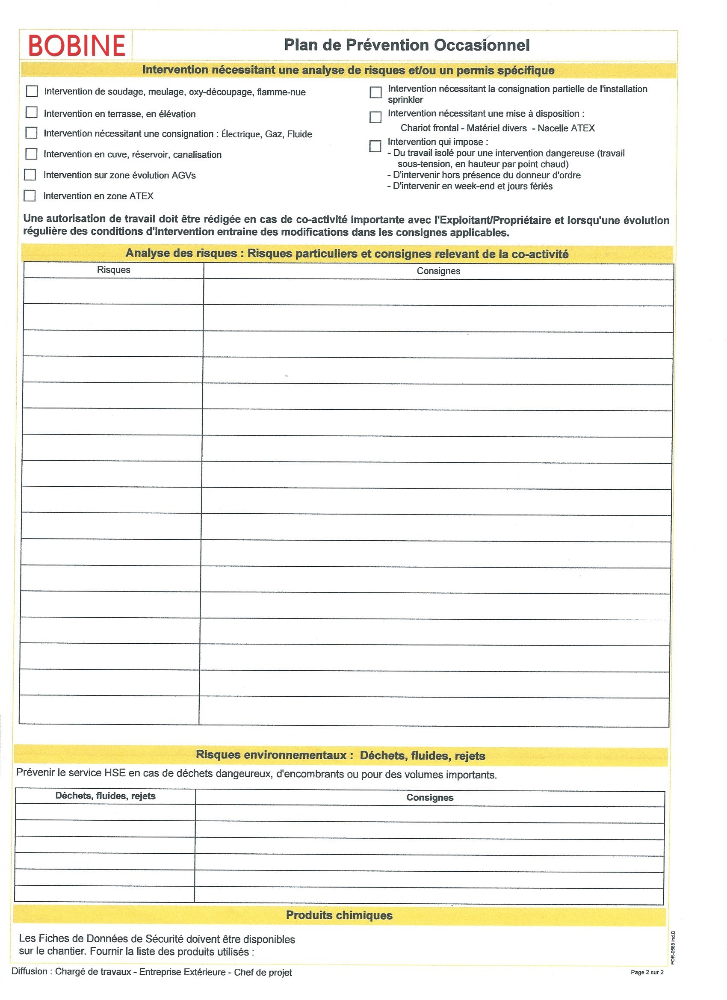 BOBINE
Plan de Prévention Occasionnel
Intervention nécessitant une analyse de risques et/ou un permis spécifique
Intervention de soudage, meulage, oxy-découpage, flamme-nue
Intervention en terrasse, en élévation
Intervention nécessitant une consignation : Électrique, Gaz, Fluide
Intervention en cuve, réservoir, canalisation
Intervention sur zone évolution AGVs
Intervention en zone ATEX
Intervention nécessitant la consignation partielle de l'installation
sprinkler
Intervention nécessitant une mise à disposition :
Chariot frontal - Matériel divers - Nacelle ATEX
Intervention qui impose :
- Du travail isolé pour une intervention dangereuse (travail
sous-tension, en hauteur par point chaud)
- D'intervenir hors présence du donneur d'ordre
- D'intervenir en week-end et jours fériés
Une autorisation de travail doit être rédigée en cas de co-activité importante avec l'Exploitant/Propriétaire et lorsqu'une évolution
régulière des conditions d'intervention entraine des modifications dans les consignes applicables.
Analyse des risques : Risques particuliers et consignes relevant de la co-activité
Risques
Consignes
Risques environnementaux : Déchets, fluides, rejets
Prévenir le service HSE en cas de déchets dangeureux, d'encombrants ou pour des volumes importants.
Déchets, fluides, rejets
Consignes
Produits chimiques
Les Fiches de Données de Sécurité doivent être disponibles
sur le chantier. Fournir la liste des produits utilisés :
FOR-0588 ind.D
Diffusion : Chargé de travaux - Entreprise Extérieure - Chef de projet
Page 2 sur 2